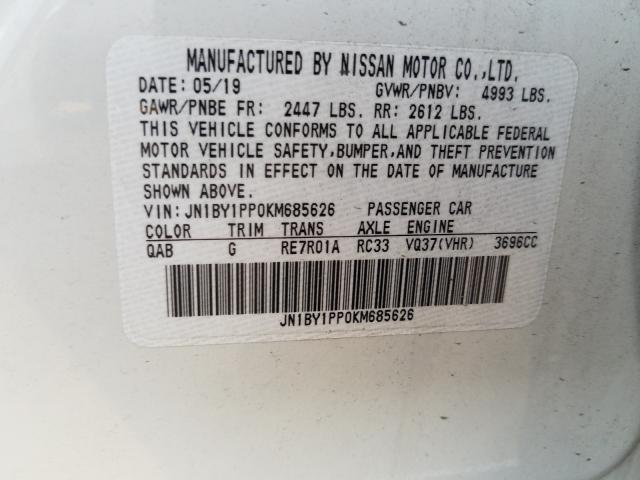 MANUFACTURED BY NISSAN MOTOR CO.,LTD.
DATE: 05/19 GVWR/PNBV: 4993 LBS.
GAWR/PNBE FR: 2447 LBS. RR: 2612 LBS.
THIS VEHICLE CONFORMS TO ALL APPLICABLE FEDERAL
MOTOR VEHICLE SAFETY,BUMPER,AND THEFT PREVENTION
STANDARDS IN EFFECT ON THE DATE OF MANUFACTURE
SHOWN ABOVE.
VIN:JN1BY1PP0KM685626 PASSENGER CAR
COLOR TRIM TRANS AXLE ENGINE
QAB G RE7R01A RC33 VQ37(VHR) 3696CC
JN1BY1PP0KM685626